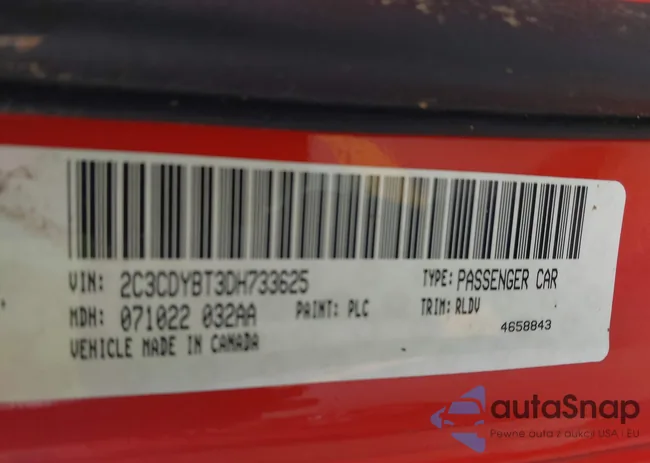 VIN: 2C3CDYBT3DH733625 TYPE: PASSENGER CAR
MDH: 071022 032AA PAINT: PLC TRIM: RLDV
4658843
VEHICLE MADE IN CANADA
autaSnap
Pewne auta z aukcji USA i EU